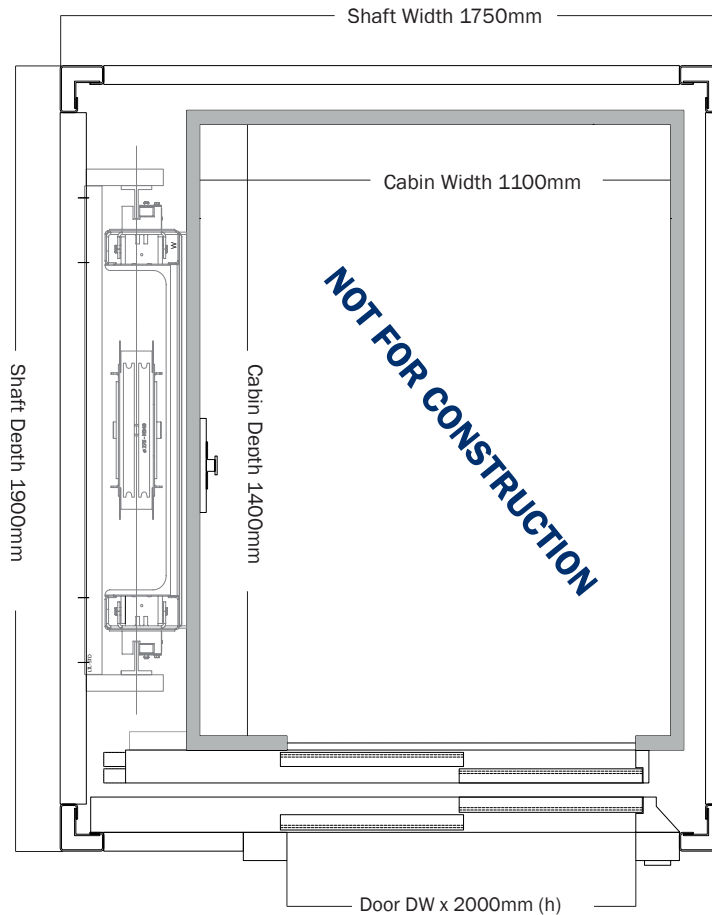 Shaft Width 1750mm
Cabin Width 1100mm
W
NOT FOR CONSTRUCTION
Shaft Depth 1900mm
Cabin Depth 1400mm
Door DW x 2000mm (h)